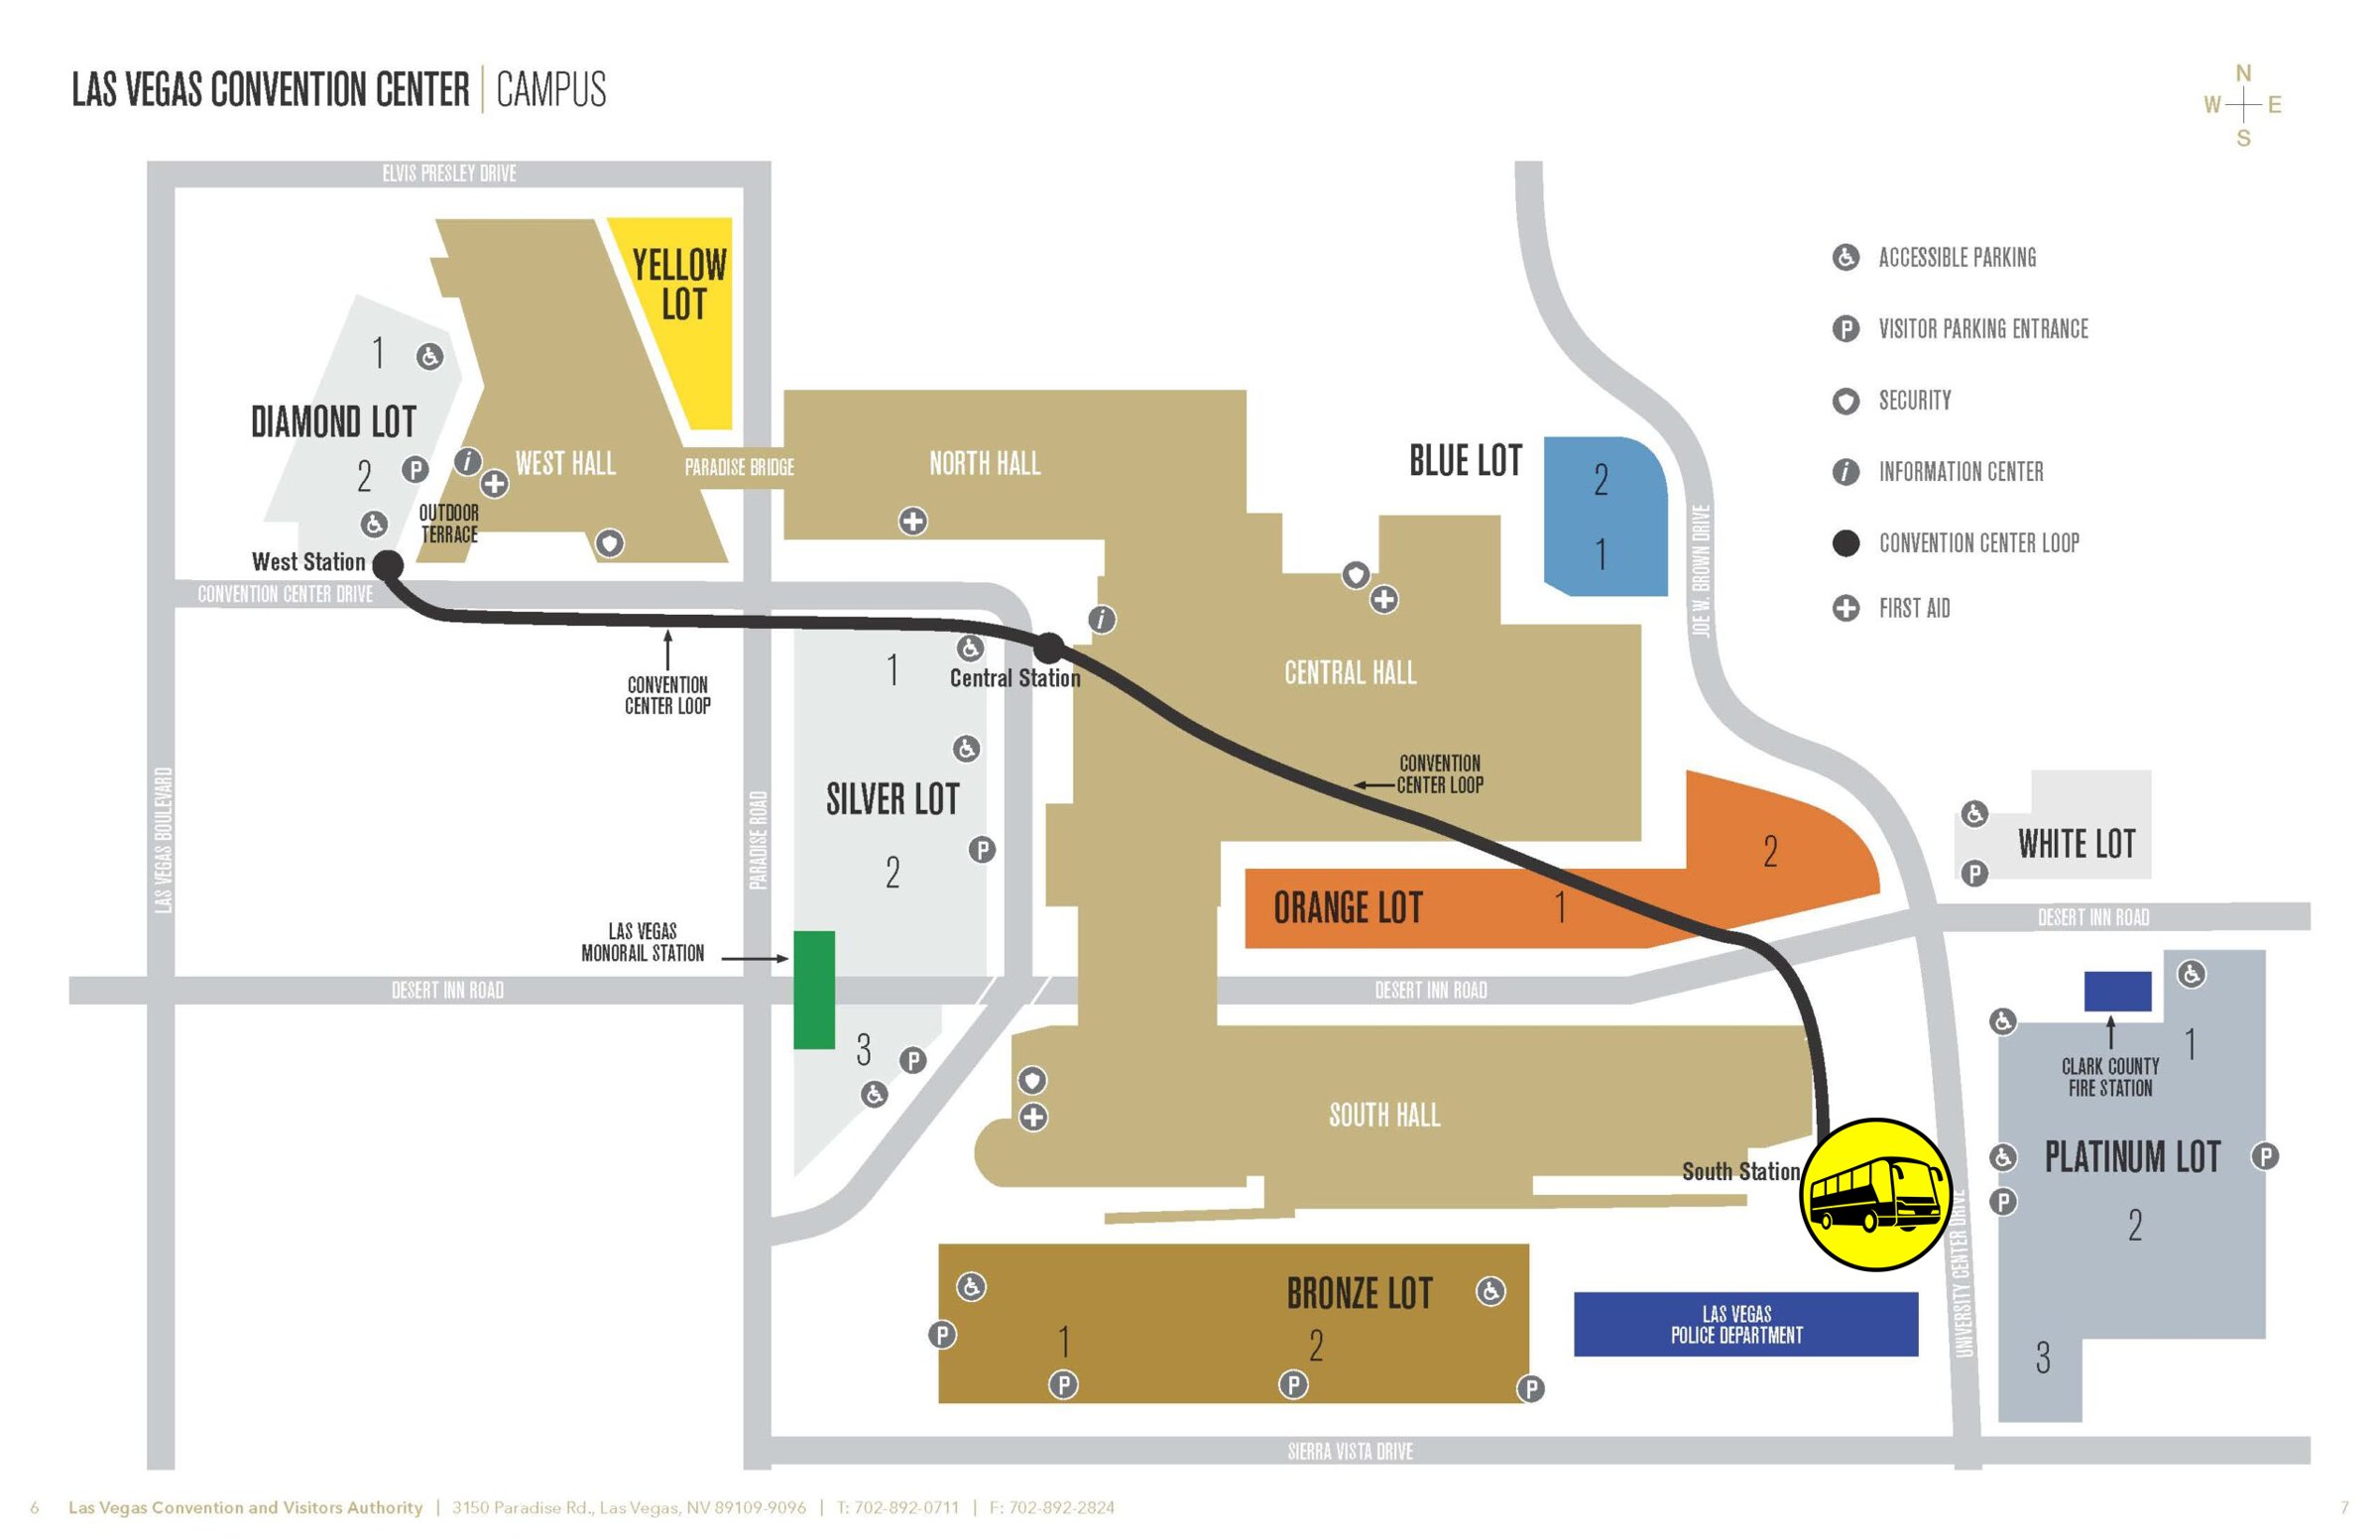 LAS VEGAS CONVENTION CENTER | CAMPUS
N
W E
S
ELVIS PRESLEY DRIVE
YELLOW
LOT
ACCESSIBLE PARKING
VISITOR PARKING ENTRANCE
SECURITY
INFORMATION CENTER
CONVENTION CENTER LOOP
FIRST AID
1
DIAMOND LOT
2
P
i
WEST HALL
PARADISE BRIDGE
NORTH HALL
OUTDOOR
TERRACE
West Station
CONVENTION CENTER DRIVE
BLUE LOT
2
1
JOE W. BROWN DRIVE
CONVENTION
CENTER LOOP
1
Central Station
i
CENTRAL HALL
CONVENTION
CENTER LOOP
LAS VEGAS BOULEVARD
PARADISE ROAD
SILVER LOT
P
2
ORANGE LOT
1
2
WHITE LOT
P
LAS VEGAS
MONORAIL STATION
DESERT INN ROAD
DESERT INN ROAD
DESERT INN ROAD
3
P
SOUTH HALL
South Station
CLARK COUNTY
FIRE STATION
1
PLATINUM LOT
P
P
2
3
UNIVERSITY CENTER DRIVE
BRONZE LOT
P
1
2
P
P
P
LAS VEGAS
POLICE DEPARTMENT
SIERRA VISTA DRIVE
6 Las Vegas Convention and Visitors Authority | 3150 Paradise Rd., Las Vegas, NV 89109-9096 | T: 702-892-0711 | F: 702-892-2824
7